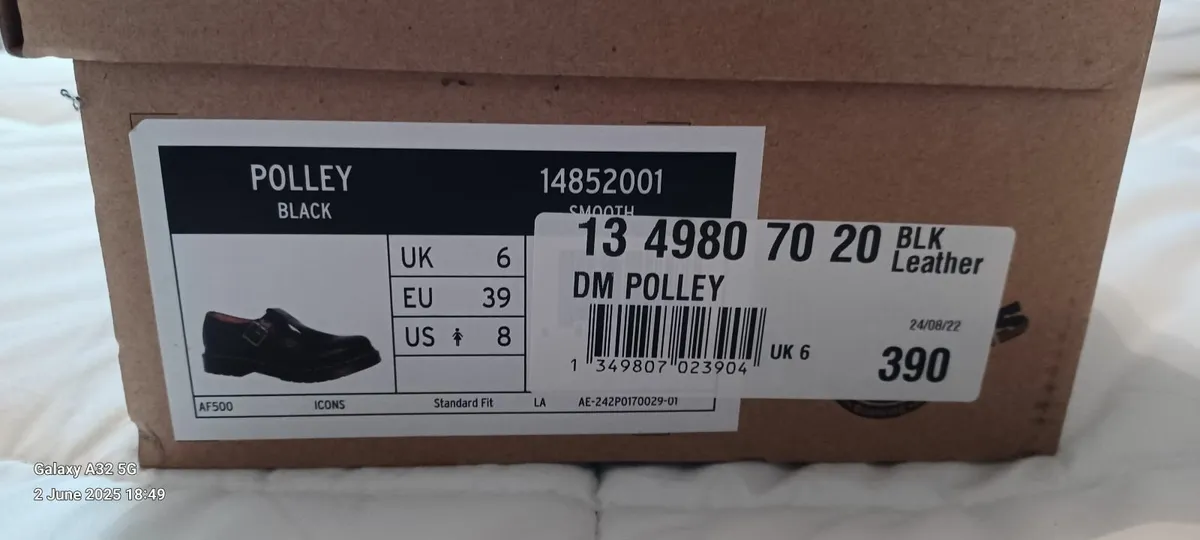 POLLEY
BLACK
14852001
SMOOTH
UK 6
EU 39
US 8
AF500 ICONS Standard Fit LA AE-242P0170029-01
13 4980 70 20 BLK Leather
DM POLLEY
24/08/22
1 349807 023904
UK 6
390
Galaxy A32 5G
2 June 2025 18:49